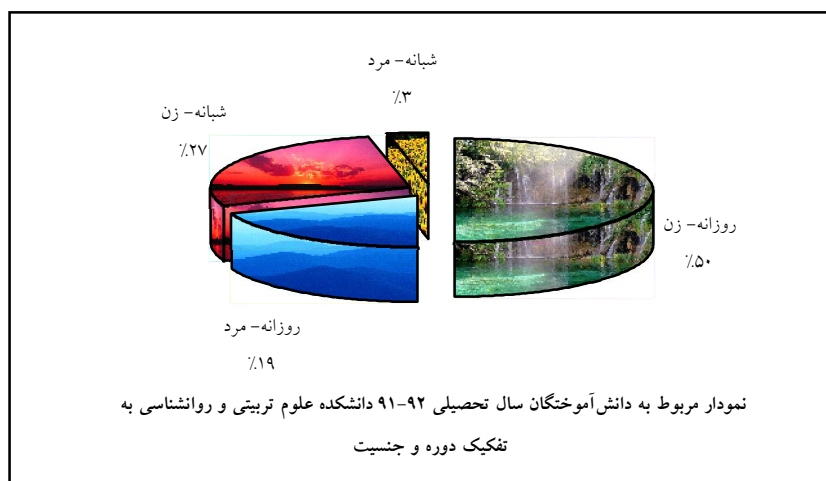 شبانه- مرد
٪۳
شبانه- زن
٪۲۷
روزانه- زن
٪۵۰
روزانه- مرد
٪۱۹
نمودار مربوط به دانش‌آموختگان سال تحصیلی ۹۲-۹۱ دانشکده علوم تربیتی و روانشناسی به
تفکیک دوره و جنسیت